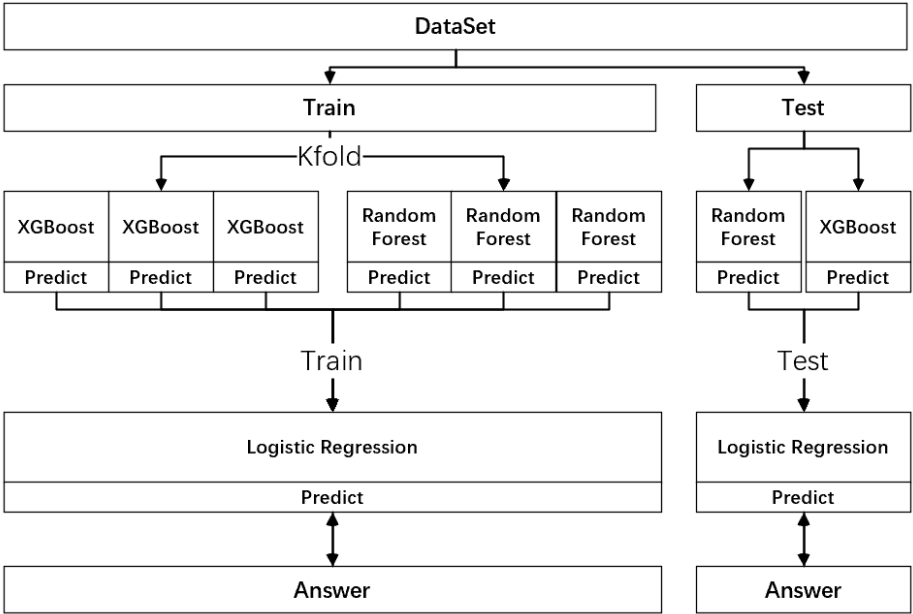 DataSet
Train
Test
Kfold
XGBoost
XGBoost
XGBoost
Random
Forest
Random
Forest
Random
Forest
Random
Forest
XGBoost
Predict
Predict
Predict
Predict
Predict
Predict
Predict
Predict
Train
Test
Logistic Regression
Logistic Regression
Predict
Predict
Answer
Answer